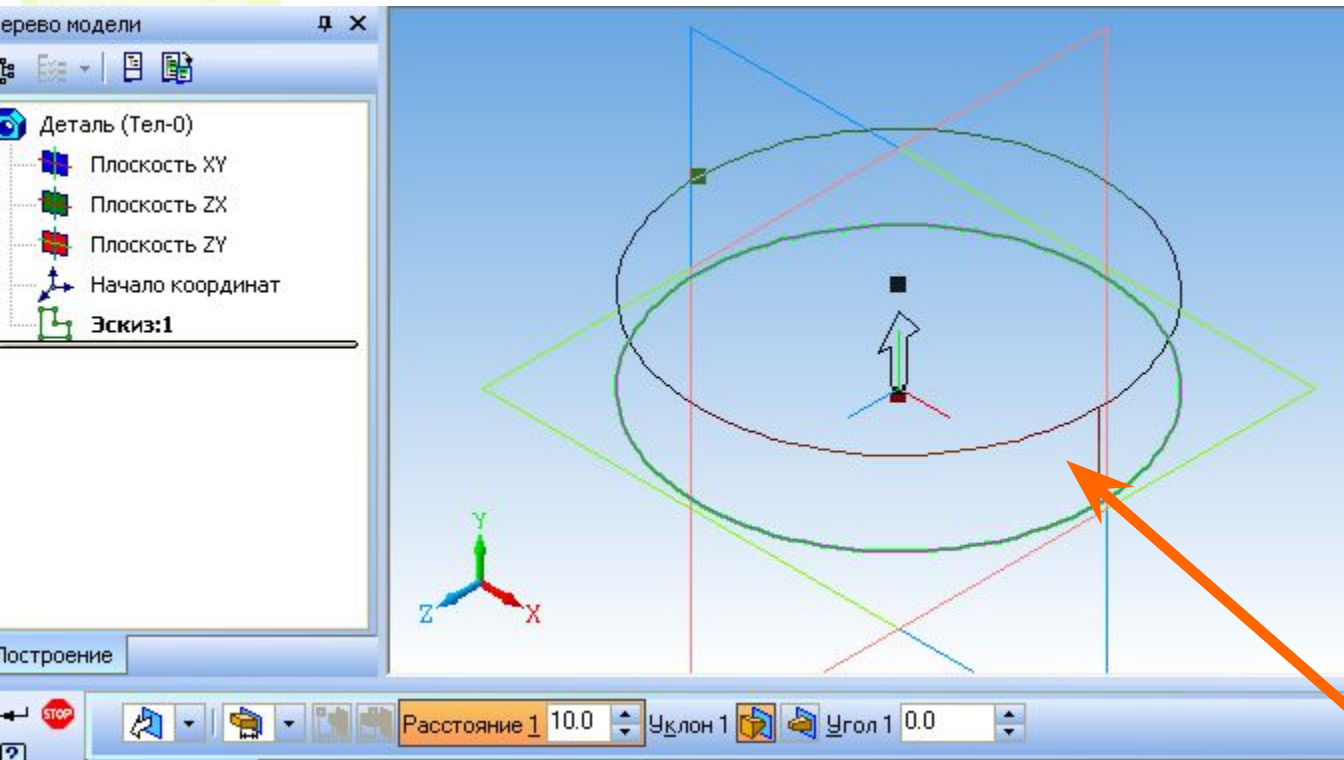 ерево модели
Деталь (Тел-0)
Плоскость XY
Плоскость ZX
Плоскость ZY
Начало координат
Эскиз:1
Y
Z
X
Построение
STOP
Расстояние 1 10.0 Уклон 1 Угол 1 0.0
?